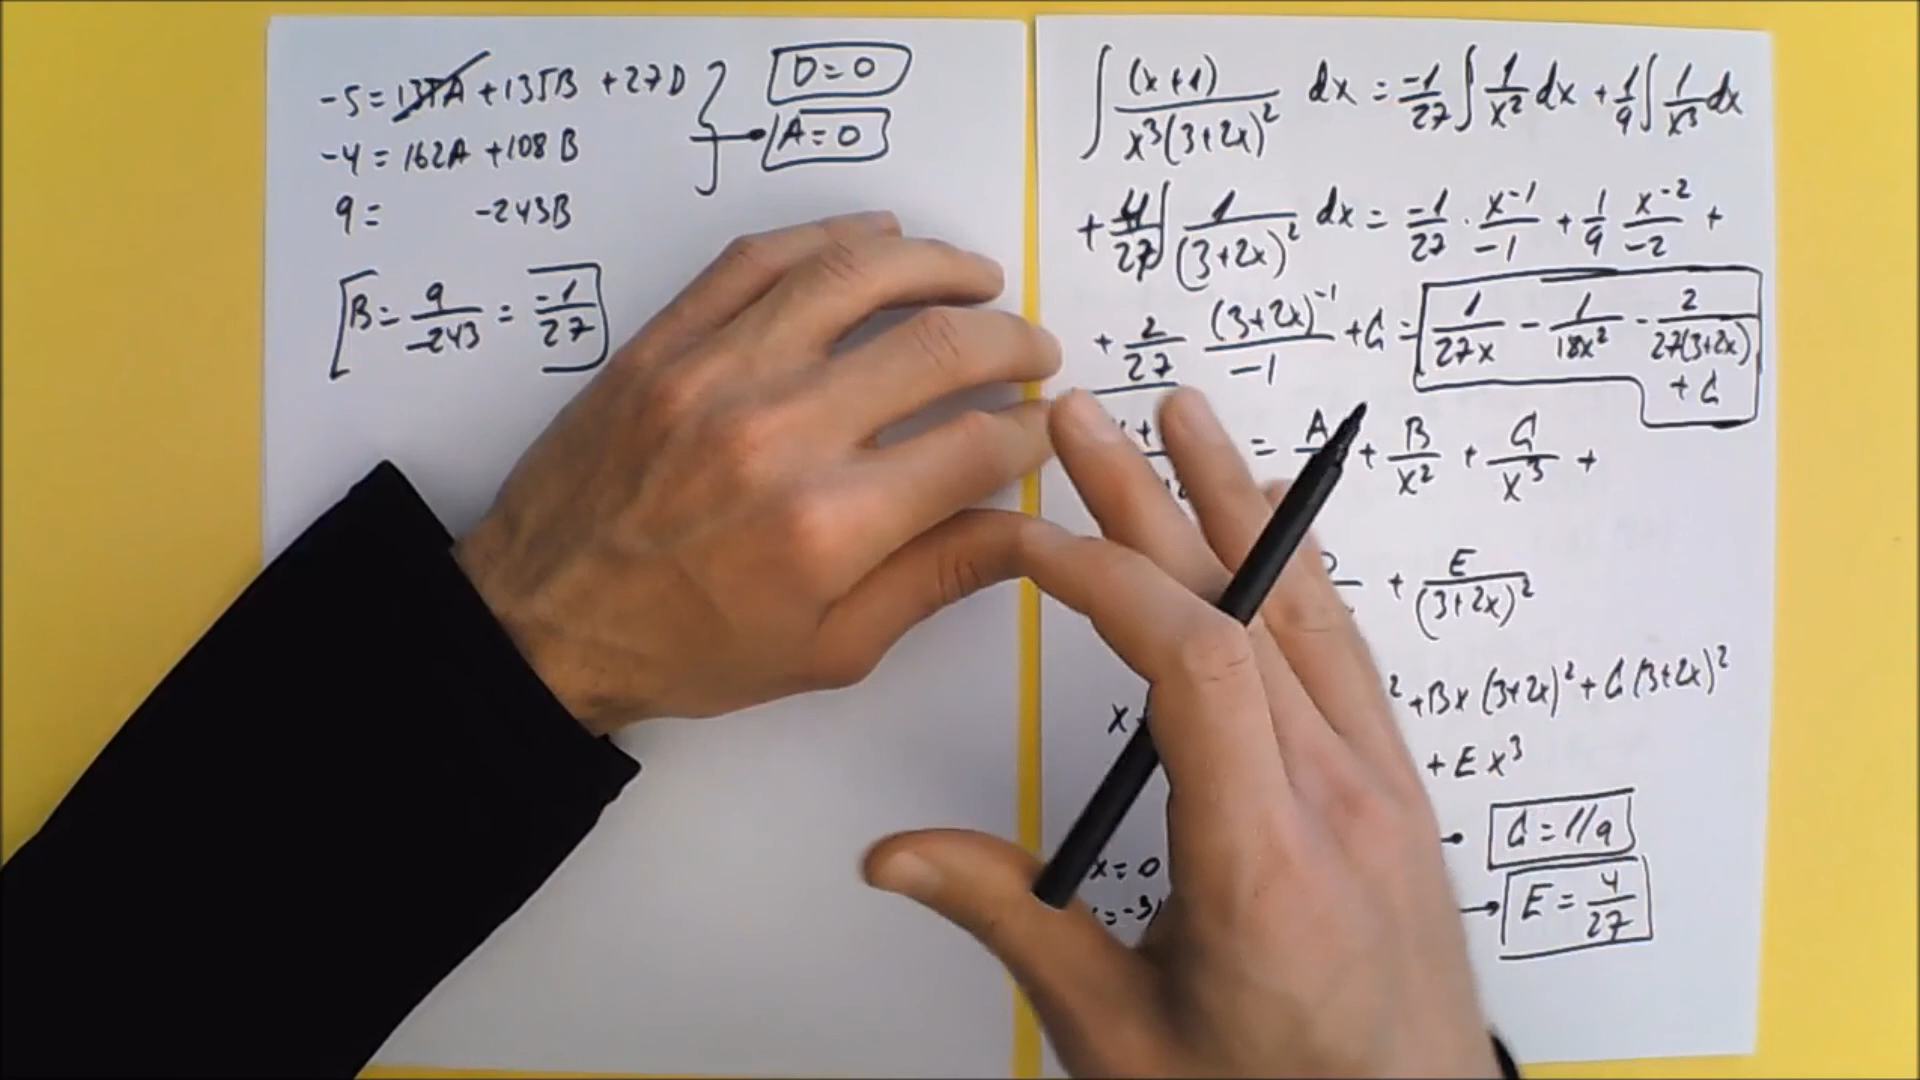 -5 = 135A + 135B + 27D
D = 0
-4 = 162A + 108B
A = 0
9 = -243B
B = 9/-243 = -1/27
∫ (x+1)/(x³(3+2x)²) dx = -1/27 ∫ 1/x² dx + 1/9 ∫ 1/x³ dx
+ 4/27 ∫ 1/(3+2x)² dx = -1/27 · x⁻¹/-1 + 1/9 x⁻²/-2 +
+ 2/27 (3+2x)⁻¹/-1 + C = 1/(27x) - 1/(18x²) - 2/(27(3+2x))
+ C
= A + B/x² + C/x³ +
+ E/(3+2x)²
x + Bx(3+2x)² + C(3+2x)²
+ Ex³
x = 0 C = 1/9
= -3/ E = 4/27